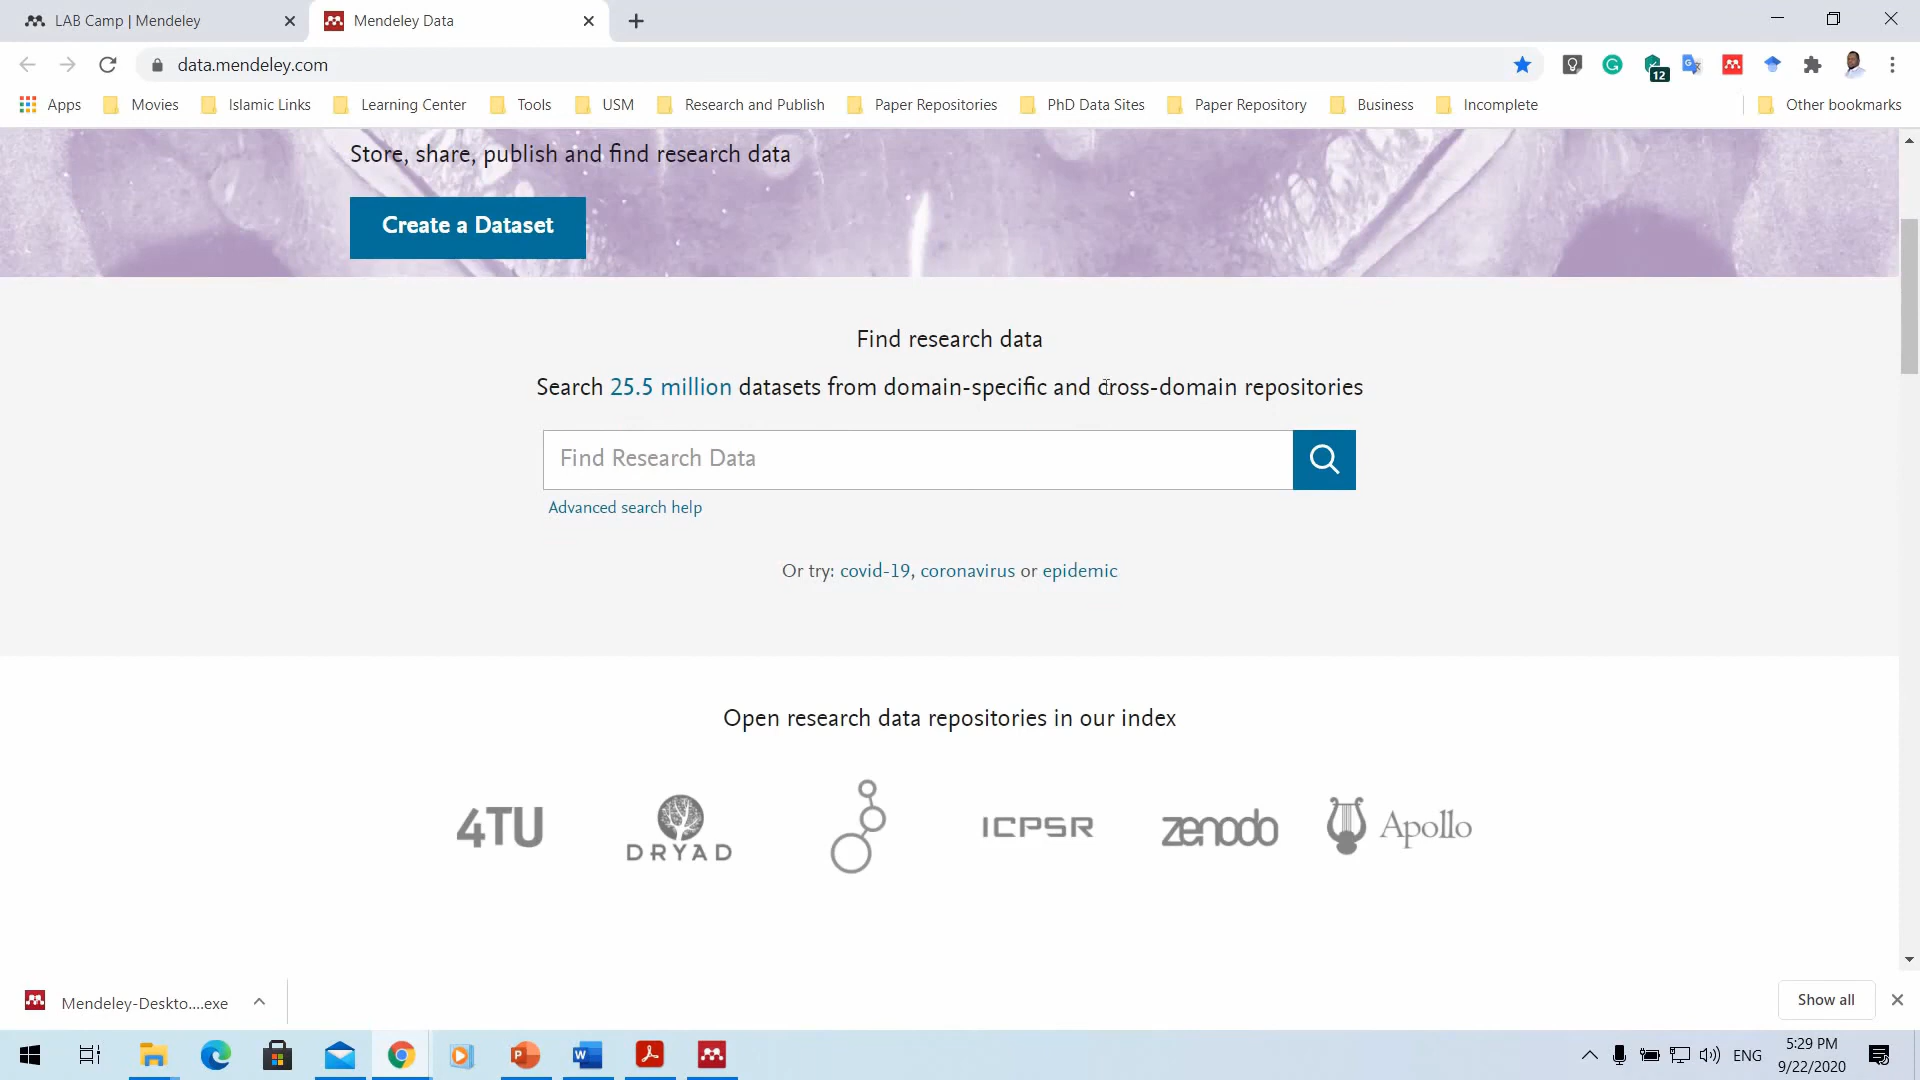 LAB Camp | Mendeley
Mendeley Data
data.mendeley.com
12
Apps
Movies
Islamic Links
Learning Center
Tools
USM
Research and Publish
Paper Repositories
PhD Data Sites
Paper Repository
Business
Incomplete
Other bookmarks
Store, share, publish and find research data
Create a Dataset
Find research data
Search 25.5 million datasets from domain-specific and cross-domain repositories
Find Research Data
Advanced search help
Or try: covid-19, coronavirus or epidemic
Open research data repositories in our index
4TU
DRYAD
ICPSR
zenodo
Apollo
Mendeley-Deskto....exe
Show all
ENG
5:29 PM
9/22/2020